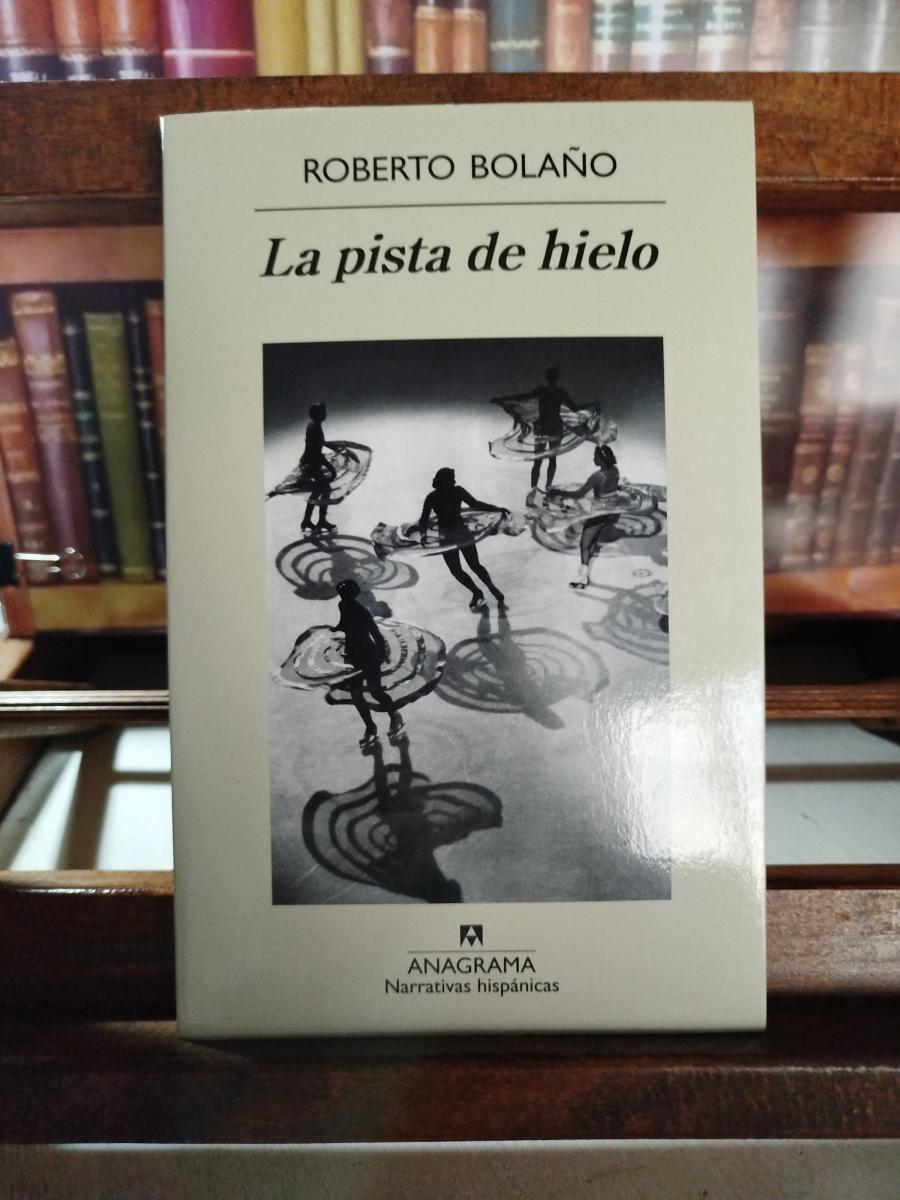 ROBERTO BOLAÑO
La pista de hielo
ANAGRAMA
Narrativas hispánicas